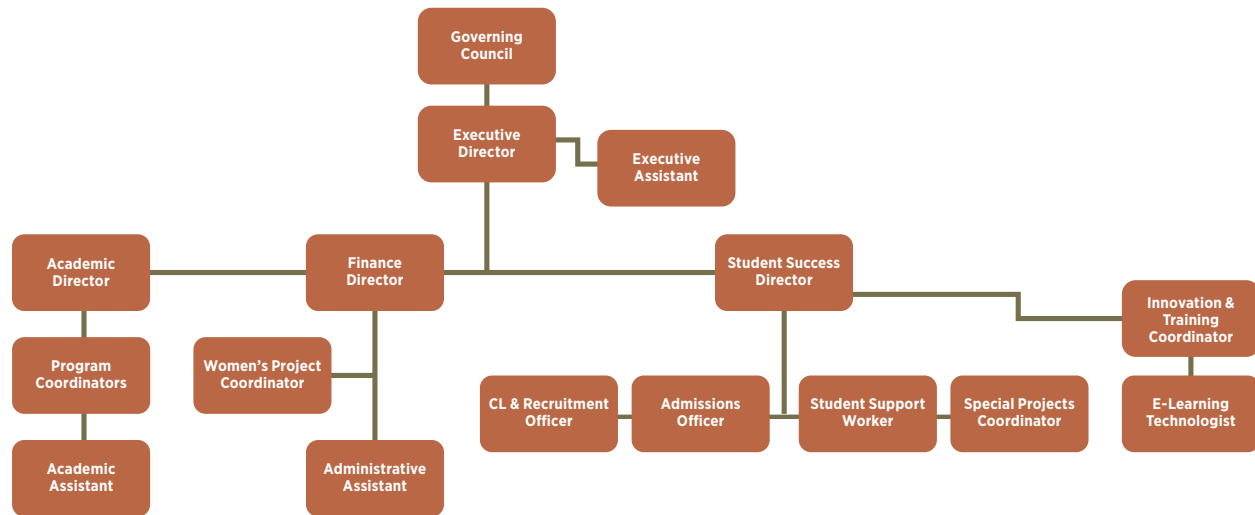 Governing
Council
Executive
Director
Executive
Assistant
Academic
Director
Finance
Director
Student Success
Director
Innovation &
Training
Coordinator
Program
Coordinators
Women’s Project
Coordinator
CL & Recruitment
Officer
Admissions
Officer
Student Support
Worker
Special Projects
Coordinator
E-Learning
Technologist
Academic
Assistant
Administrative
Assistant